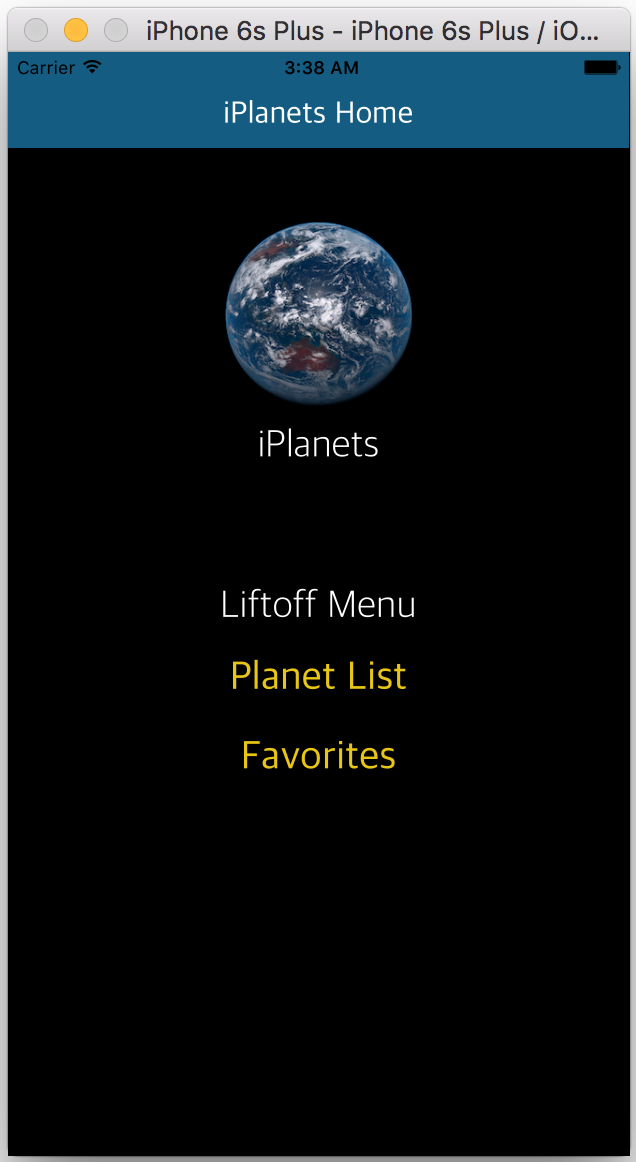 iPhone 6s Plus - iPhone 6s Plus / iO...
Carrier 3:38 AM
iPlanets Home
iPlanets
Liftoff Menu
Planet List
Favorites